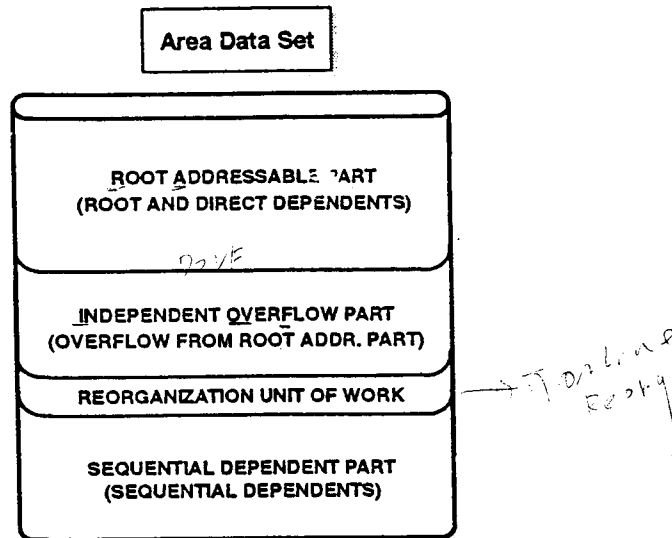 Area Data Set
ROOT ADDRESSABLE PART
(ROOT AND DIRECT DEPENDENTS)
INDEPENDENT OVERFLOW PART
(OVERFLOW FROM ROOT ADDR. PART)
REORGANIZATION UNIT OF WORK
online
SEQUENTIAL DEPENDENT PART
(SEQUENTIAL DEPENDENTS)